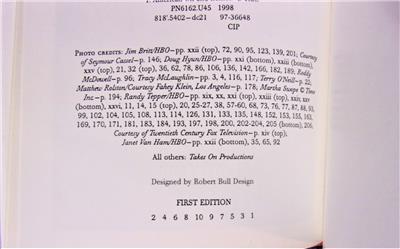 PN6162.U45 1998
818'.5402–dc21 97-36648
CIP
PHOTO CREDITS: Jim Britt/HBO—pp. xxii (top), 72, 90, 95, 123, 139, 201; Courtesy
of Seymour Cassel—p. 146; Doug Hyun/HBO—pp. xxi (bottom), xxiii (bottom),
xxv (top), 21, 32 (top), 36, 62, 78, 86, 106, 136, 142, 166, 182, 189; Roddy
McDowell—p. 96; Tracy McLaughlin—pp. 3, 4, 116, 117; Terry O'Neill—p. 22;
Matthew Rolston/Courtesy Fahey Klein, Los Angeles—p. 178; Martha Swope © Time
Inc—p. 194; Randy Tepper/HBO—pp. xix, xx, xxi (top), xxiii (top), xxiv, xxv
(bottom), xxvi, 11, 14, 15 (top), 20, 25-27, 38, 57-60, 68, 73, 76, 77, 87, 88, 93,
99, 102, 104, 105, 108, 113, 114, 126, 131, 133, 135, 148, 152, 153, 155, 163,
169, 170, 171, 181, 183, 184, 193, 197, 198, 200, 202-204, 205 (bottom), 206;
Courtesy of Twentieth Century Fox Television—p. xiv (top);
Janet Van Ham/HBO—pp. xxii (bottom), 35, 65, 92
All others: Takes On Productions
Designed by Robert Bull Design
FIRST EDITION
2 4 6 8 10 9 7 5 3 1